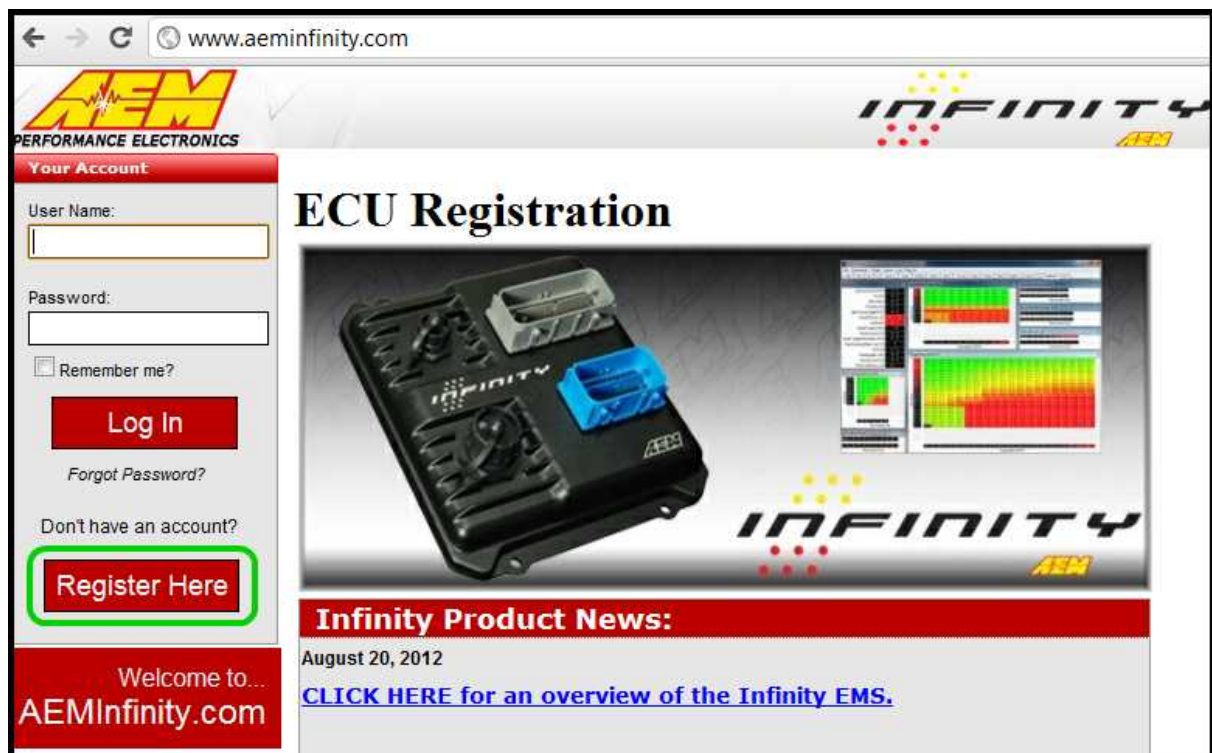 www.aeminfinity.com
AEM
PERFORMANCE ELECTRONICS
INFINITY
AEM
Your Account
User Name:
Password:
Remember me?
Log In
Forgot Password?
Don't have an account?
Register Here
Welcome to...
AEMInfinity.com
ECU Registration
INFINITY
AEM
INFINITY
AEM
Infinity Product News:
August 20, 2012
CLICK HERE for an overview of the Infinity EMS.